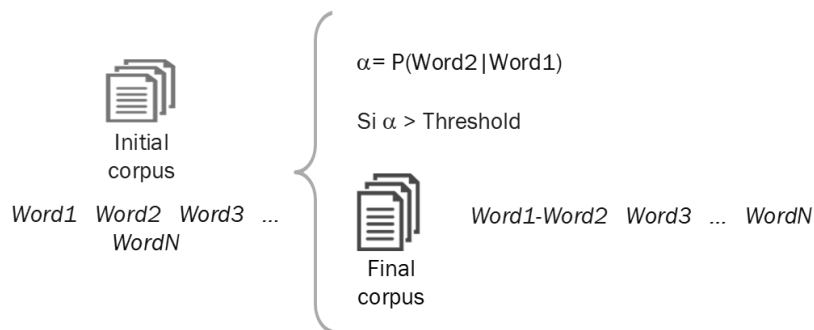 Initial
corpus
Word1 Word2 Word3 ...
WordN
α= P(Word2|Word1)
Si α > Threshold
Final
corpus
Word1-Word2 Word3 ... WordN